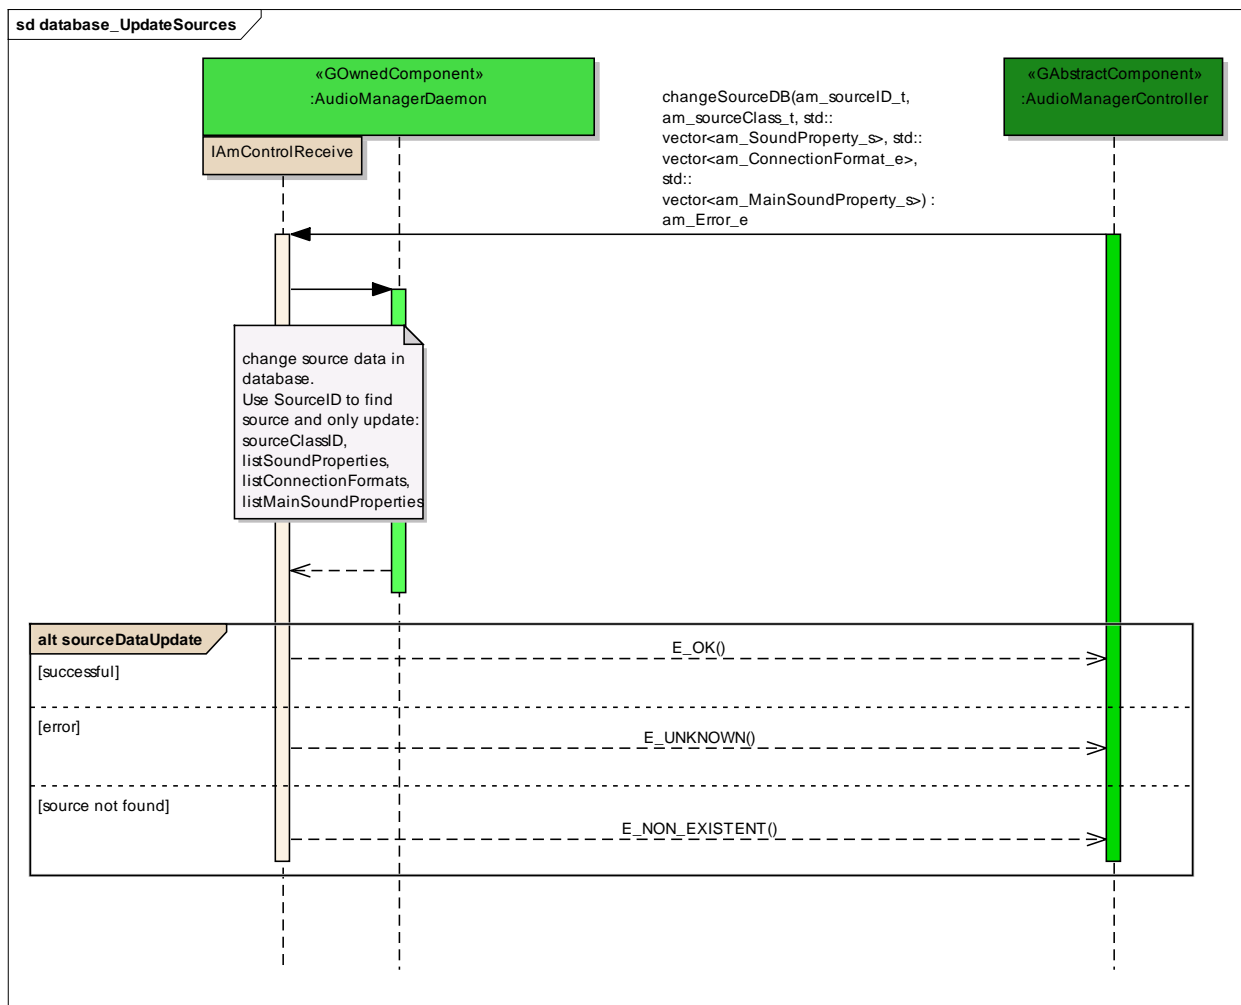 sd database_UpdateSources
«GOwnedComponent»
:AudioManagerDaemon
IAmControlReceive
«GAbstractComponent»
:AudioManagerController
changeSourceDB(am_sourceID_t,
am_sourceClass_t, std::
vector<am_SoundProperty_s>, std::
vector<am_ConnectionFormat_e>,
std::
vector<am_MainSoundProperty_s>) :
am_Error_e
change source data in
database.
Use SourceID to find
source and only update:
sourceClassID,
listSoundProperties,
listConnectionFormats,
listMainSoundProperties
alt sourceDataUpdate
E_OK()
[successful]
[error]
E_UNKNOWN()
[source not found]
E_NON_EXISTENT()